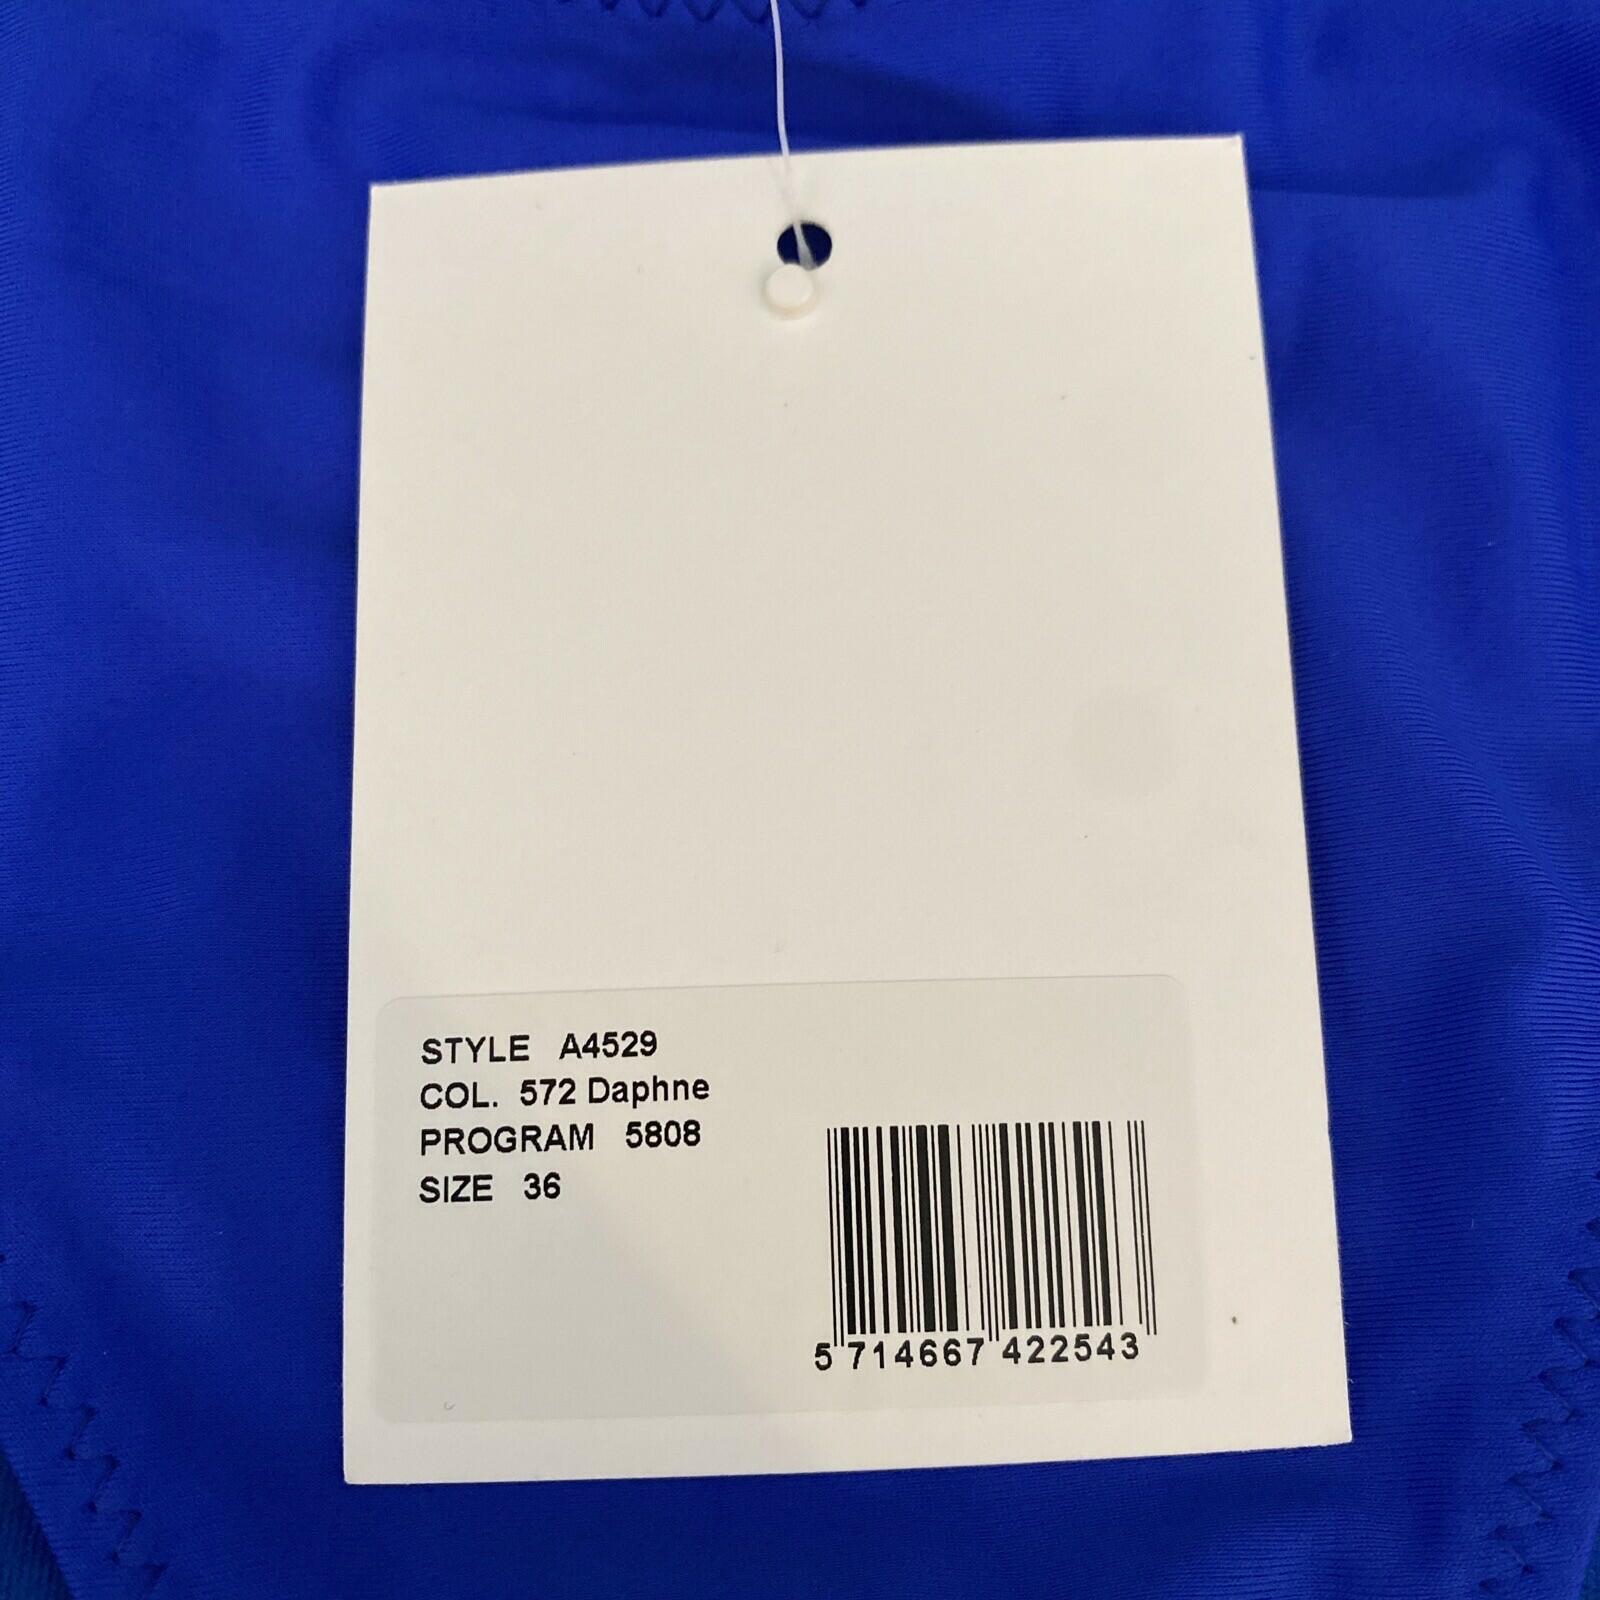 STYLE A4529
COL. 572 Daphne
PROGRAM 5808
SIZE 36
5 714667 422543